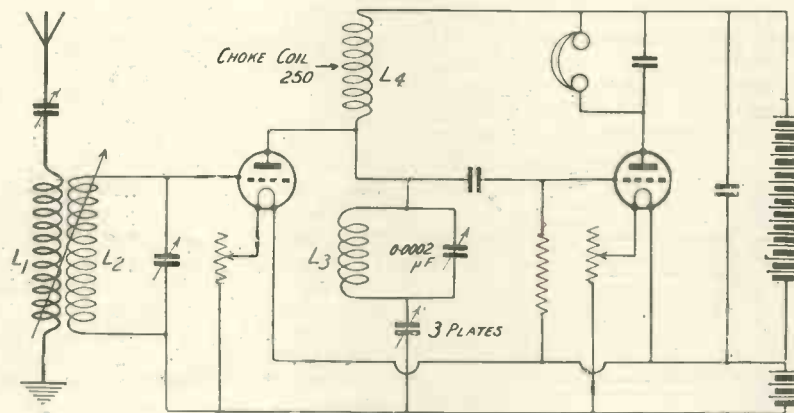 CHOKE COIL
250
L4
L1
L2
L3
0.0002
µF
3 PLATES